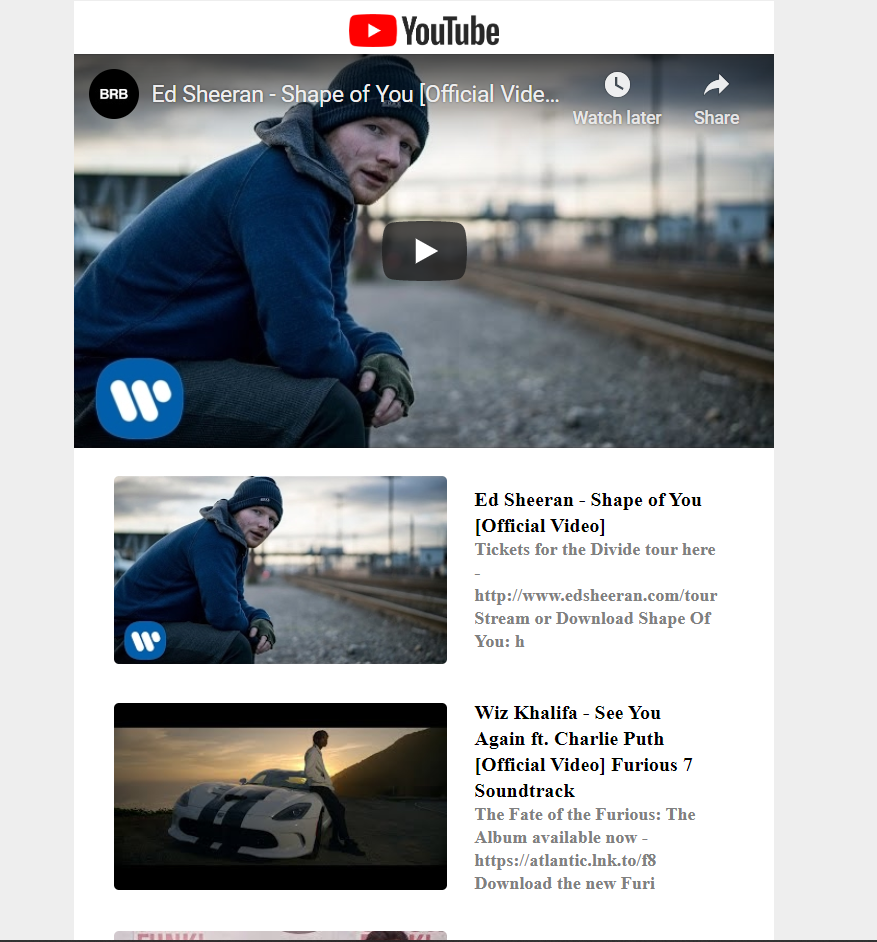 YouTube
BRB
Ed Sheeran - Shape of You [Official Vide...
Watch later
Share
Ed Sheeran - Shape of You
[Official Video]
Tickets for the Divide tour here
-
http://www.edsheeran.com/tour
Stream or Download Shape Of
You: h
Wiz Khalifa - See You
Again ft. Charlie Puth
[Official Video] Furious 7
Soundtrack
The Fate of the Furious: The
Album available now -
https://atlantic.lnk.to/f8
Download the new Furi